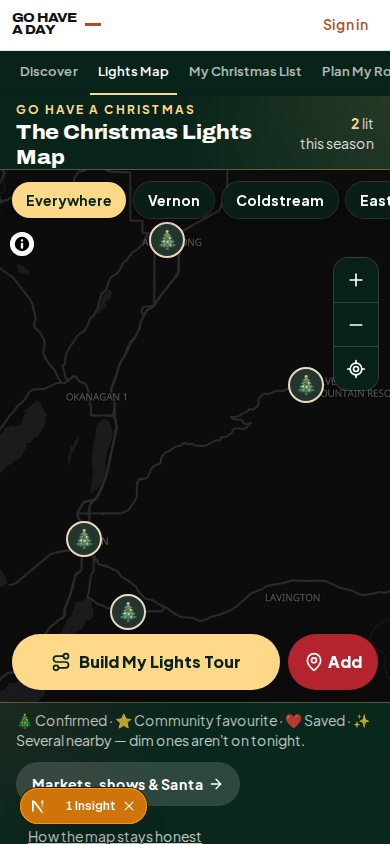 GO HAVE
A DAY
Sign in
Discover
Lights Map
My Christmas List
Plan My Ro
GO HAVE A CHRISTMAS
The Christmas Lights
Map
2 lit
this season
Everywhere
Vernon
Coldstream
East
OKANAGAN 1
OUNTAIN RESO
LAVINGTON
Build My Lights Tour
Add
🎄 Confirmed · ⭐ Community favourite · ❤️ Saved · ✨
Several nearby — dim ones aren't on tonight.
Markets, shows & Santa →
N 1 Insight ×
How the map stays honest